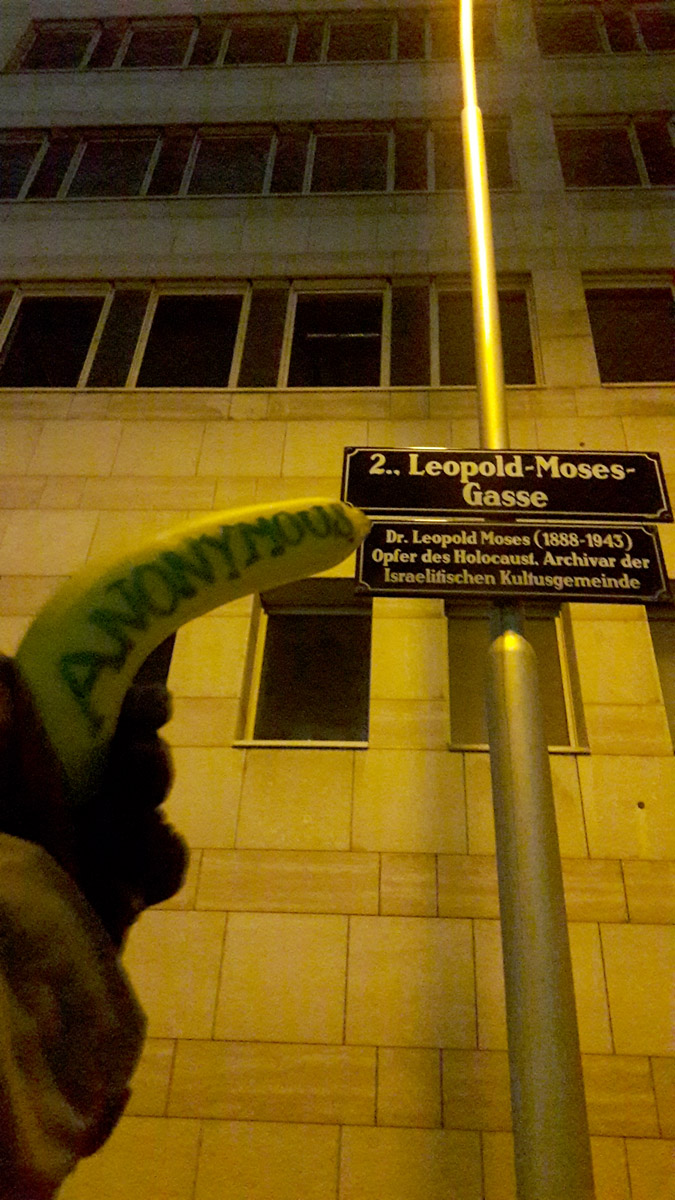 2., Leopold-Moses-
Gasse
Dr. Leopold Moses (1888-1943)
Opfer des Holocaust. Archivar der
Israelitischen Kultusgemeinde
ANONYMOUS